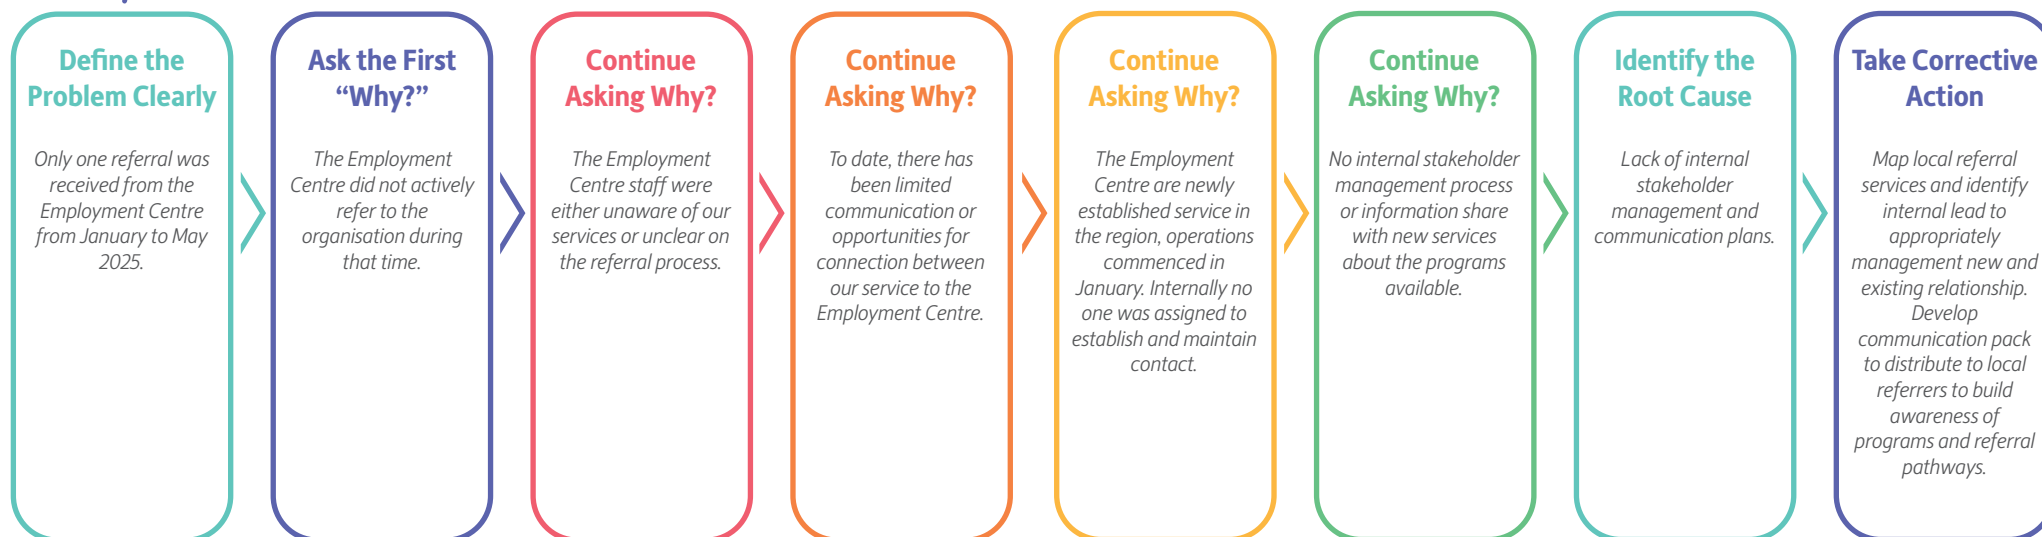 Define the
Problem Clearly
Only one referral was
received from the
Employment Centre
from January to May
2025.
Ask the First
“Why?”
The Employment
Centre did not actively
refer to the
organisation during
that time.
Continue
Asking Why?
The Employment
Centre staff were
either unaware of our
services or unclear on
the referral process.
Continue
Asking Why?
To date, there has
been limited
communication or
opportunities for
connection between
our service to the
Employment Centre.
Continue
Asking Why?
The Employment
Centre are newly
established service in
the region, operations
commenced in
January. Internally no
one was assigned to
establish and maintain
contact.
Continue
Asking Why?
No internal stakeholder
management process
or information share
with new services
about the programs
available.
Identify the
Root Cause
Lack of internal
stakeholder
management and
communication plans.
Take Corrective
Action
Map local referral
services and identify
internal lead to
appropriately
management new and
existing relationship.
Develop
communication pack
to distribute to local
referrers to build
awareness of
programs and referral
pathways.